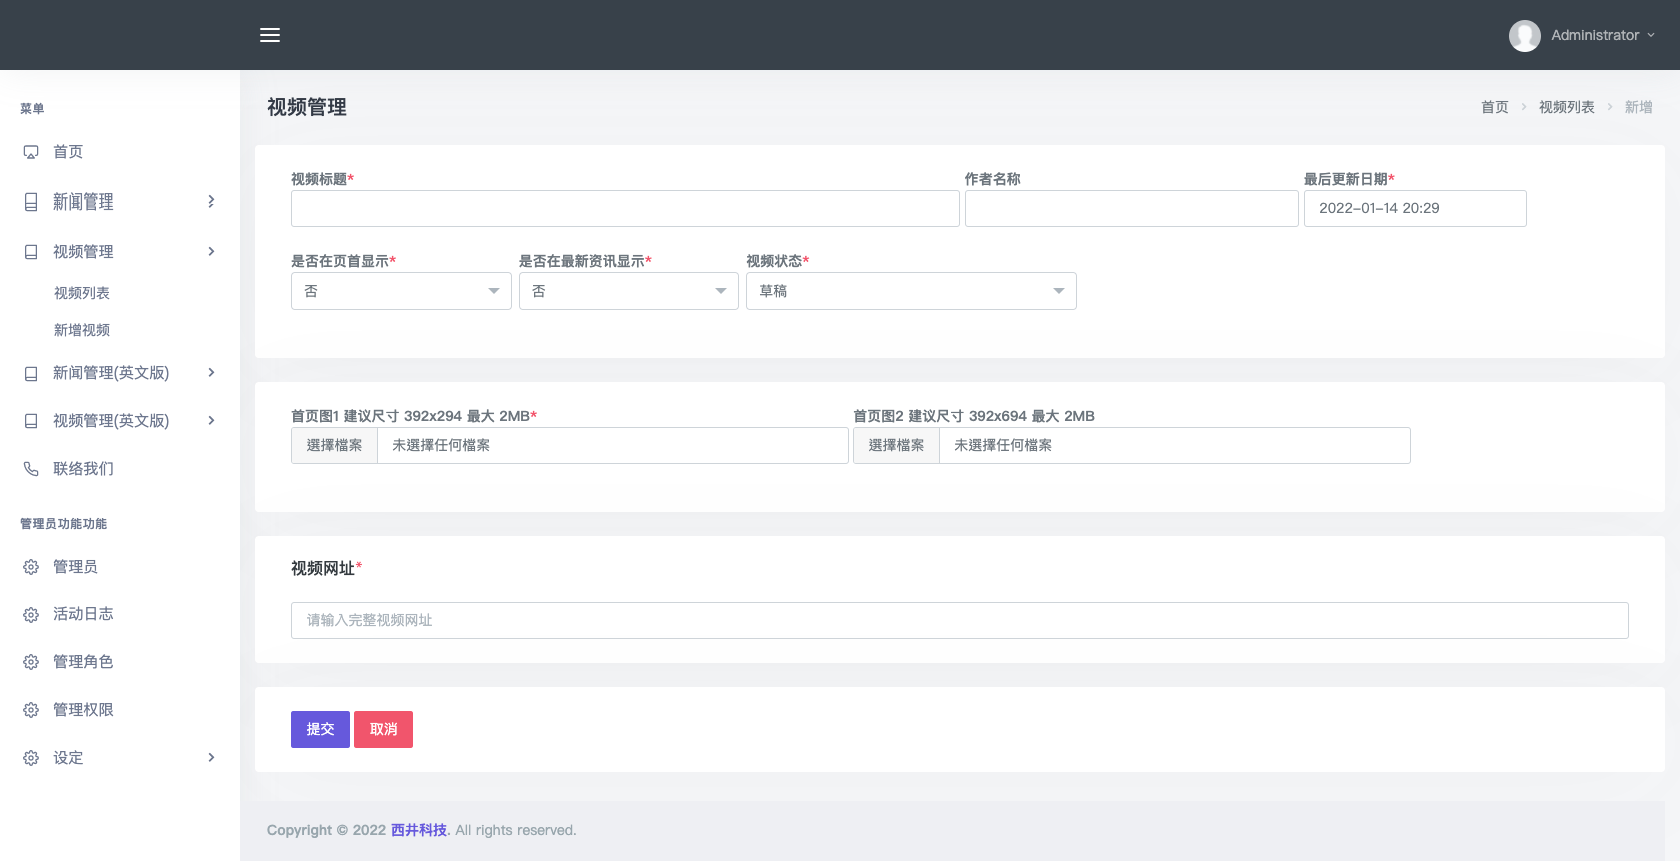 Administrator
菜单
首页
新闻管理
视频管理
视频列表
新增视频
新闻管理(英文版)
视频管理(英文版)
联络我们
管理员功能功能
管理员
活动日志
管理角色
管理权限
设定
视频管理
首页 > 视频列表 > 新增
视频标题* 作者名称 最后更新日期*
2022-01-14 20:29
是否在页首显示* 是否在最新资讯显示* 视频状态*
否 否 草稿
首页图1 建议尺寸 392x294 最大 2MB* 首页图2 建议尺寸 392x694 最大 2MB
選擇檔案 未選擇任何檔案 選擇檔案 未選擇任何檔案
视频网址*
请输入完整视频网址
提交 取消
Copyright © 2022 西井科技. All rights reserved.